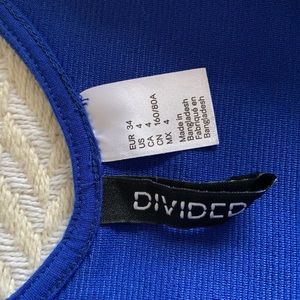 EUR 34
US 4
CA 4
CN 160/80A
MX 4
Made in
Bangladesh
Fabriqué en
Bangladesh
DIVIDED